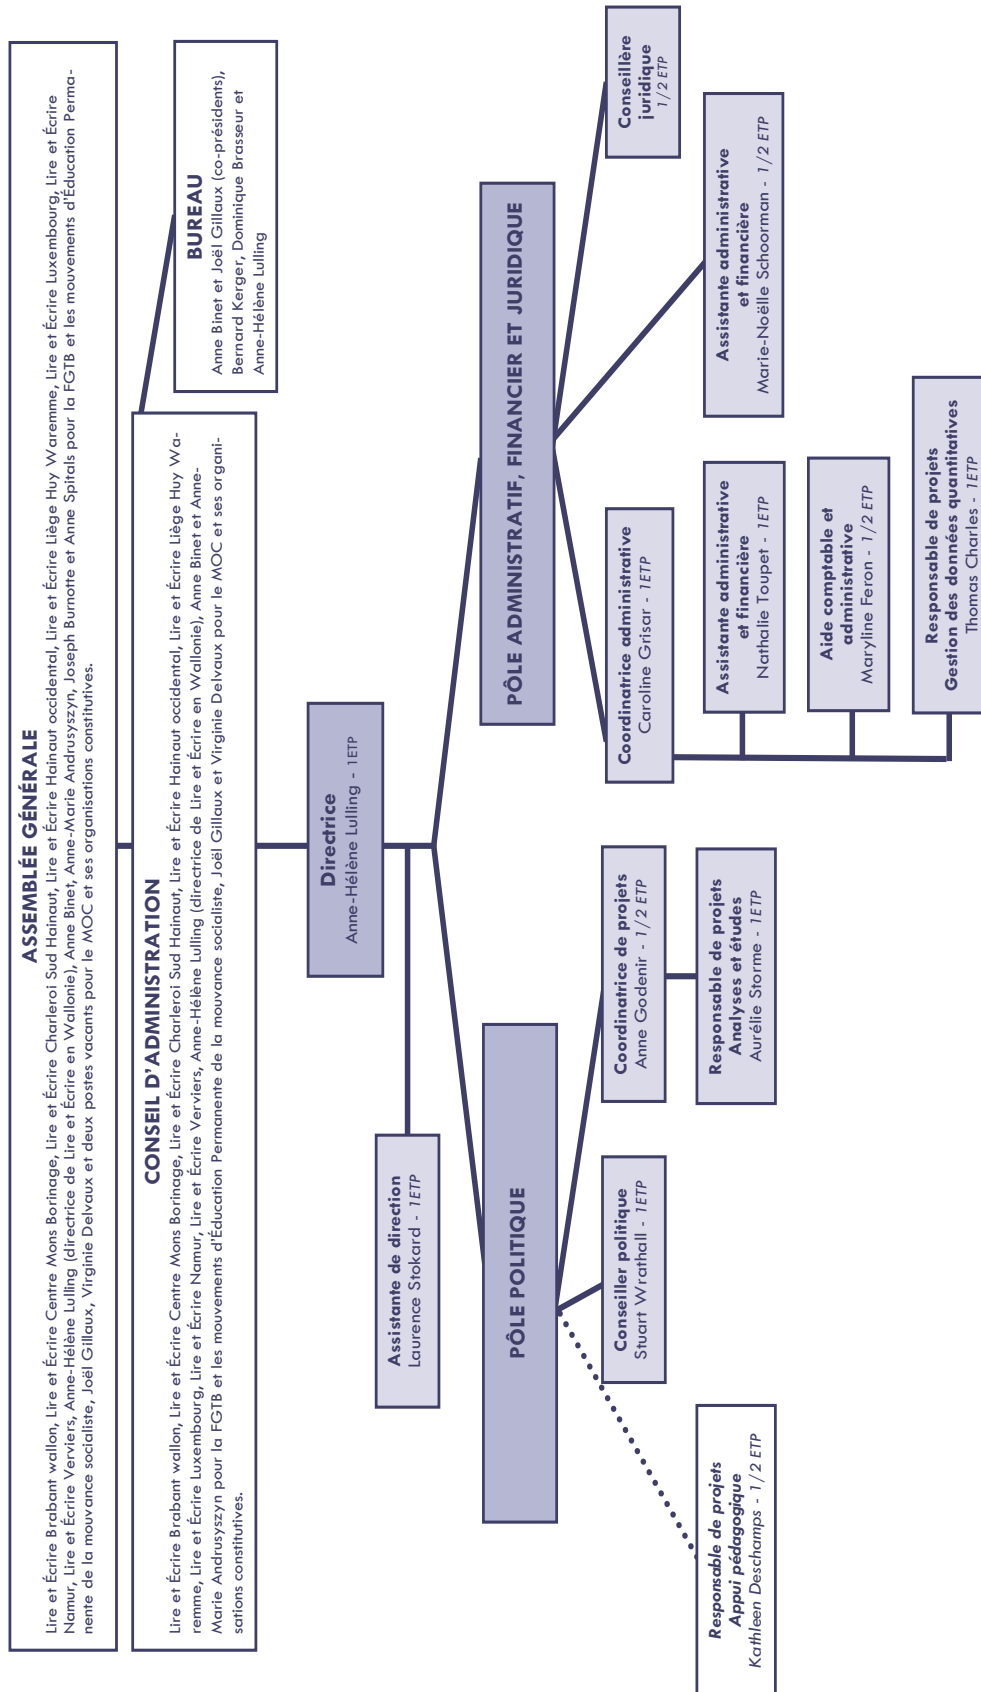 ASSEMBLÉE GÉNÉRALE
Lire et Écrire Brabant wallon, Lire et Écrire Centre Mons Borinage, Lire et Écrire Charleroi Sud Hainaut, Lire et Écrire Hainaut occidental, Lire et Écrire Liège Huy Waremme, Lire et Écrire Luxembourg, Lire et Écrire
Namur, Lire et Écrire Verviers, Anne-Hélène Lulling (directrice de Lire et Écrire en Wallonie), Anne Binet, Anne-Marie Andrusyszyn, Joseph Burnotte et Anne Spitals pour la FGTB et les mouvements d'Éducation Perma-
nente de la mouvance socialiste, Joël Gillaux, Virginie Delvaux et deux postes vacants pour le MOC et ses organisations constitutives.
CONSEIL D'ADMINISTRATION
Lire et Écrire Brabant wallon, Lire et Écrire Centre Mons Borinage, Lire et Écrire Charleroi Sud Hainaut, Lire et Écrire Hainaut occidental, Lire et Écrire Liège Huy Wa-
remme, Lire et Écrire Luxembourg, Lire et Écrire Namur, Lire et Écrire Verviers, Anne-Hélène Lulling (directrice de Lire et Écrire en Wallonie), Anne Binet et Anne-
Marie Andrusyszyn pour la FGTB et les mouvements d'Éducation Permanente de la mouvance socialiste, Joël Gillaux et Virginie Delvaux pour le MOC et ses organi-
sations constitutives.
BUREAU
Anne Binet et Joël Gillaux (co-présidents),
Bernard Kerger, Dominique Brasseur et
Anne-Hélène Lulling
Directrice
Anne-Hélène Lulling - 1ETP
Assistante de direction
Laurence Stokard - 1ETP
PÔLE POLITIQUE
PÔLE ADMINISTRATIF, FINANCIER ET JURIDIQUE
Conseiller politique
Stuart Wrathall - 1ETP
Coordinatrice de projets
Anne Godenir - 1/2 ETP
Coordinatrice administrative
Caroline Grisar - 1ETP
Conseillère
juridique
1/2 ETP
Responsable de projets
Appui pédagogique
Kathleen Deschamps - 1/2 ETP
Responsable de projets
Analyses et études
Aurélie Storme - 1ETP
Assistante administrative
et financière
Nathalie Toupet - 1ETP
Assistante administrative
et financière
Marie-Noëlle Schoorman - 1/2 ETP
Aide comptable et
administrative
Maryline Feron - 1/2 ETP
Responsable de projets
Gestion des données quantitatives
Thomas Charles - 1ETP